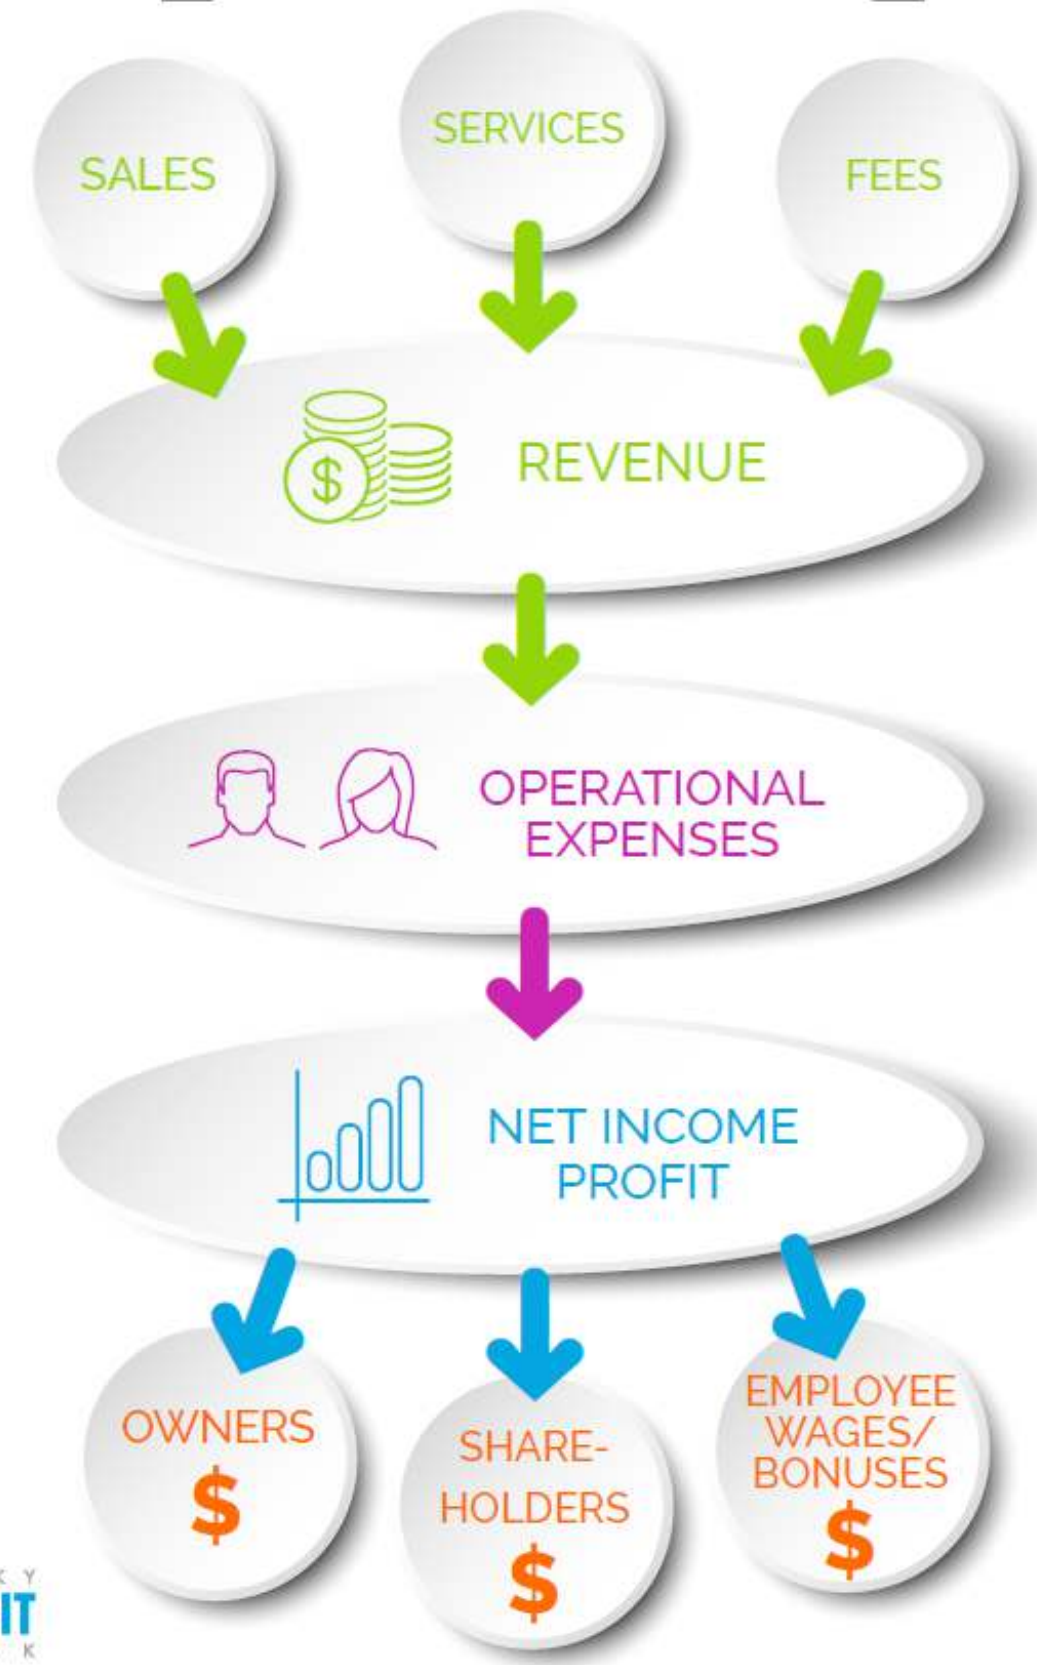 SALES
SERVICES
FEES
$
REVENUE
OPERATIONAL
EXPENSES
NET INCOME
PROFIT
OWNERS
$
SHARE-
HOLDERS
$
EMPLOYEE
WAGES/
BONUSES
$
K Y
IT
K